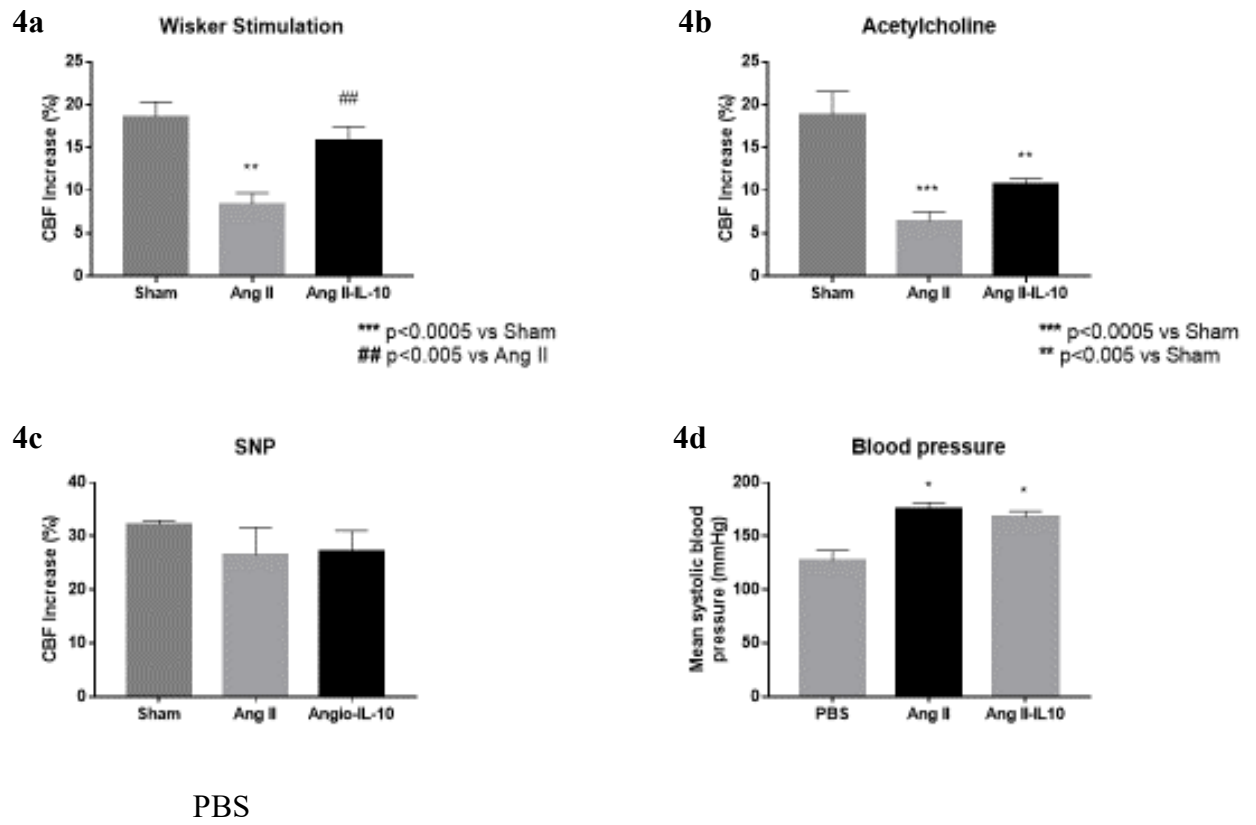 4a
Wisker Stimulation
CBF Increase (%)
25
20
15
10
5
0
**
##
Sham
Ang II
Ang II-IL-10
*** p<0.0005 vs Sham
## p<0.005 vs Ang II
4b
Acetylcholine
CBF Increase (%)
25
20
15
10
5
0
***
**
Sham
Ang II
Ang II-IL-10
*** p<0.0005 vs Sham
** p<0.005 vs Sham
4c
SNP
CBF Increase (%)
40
30
20
10
0
Sham
Ang II
Angio-IL-10
4d
Blood pressure
Mean systolic blood
pressure (mmHg)
200
150
100
50
0
*
*
PBS
Ang II
Ang II-IL10
PBS